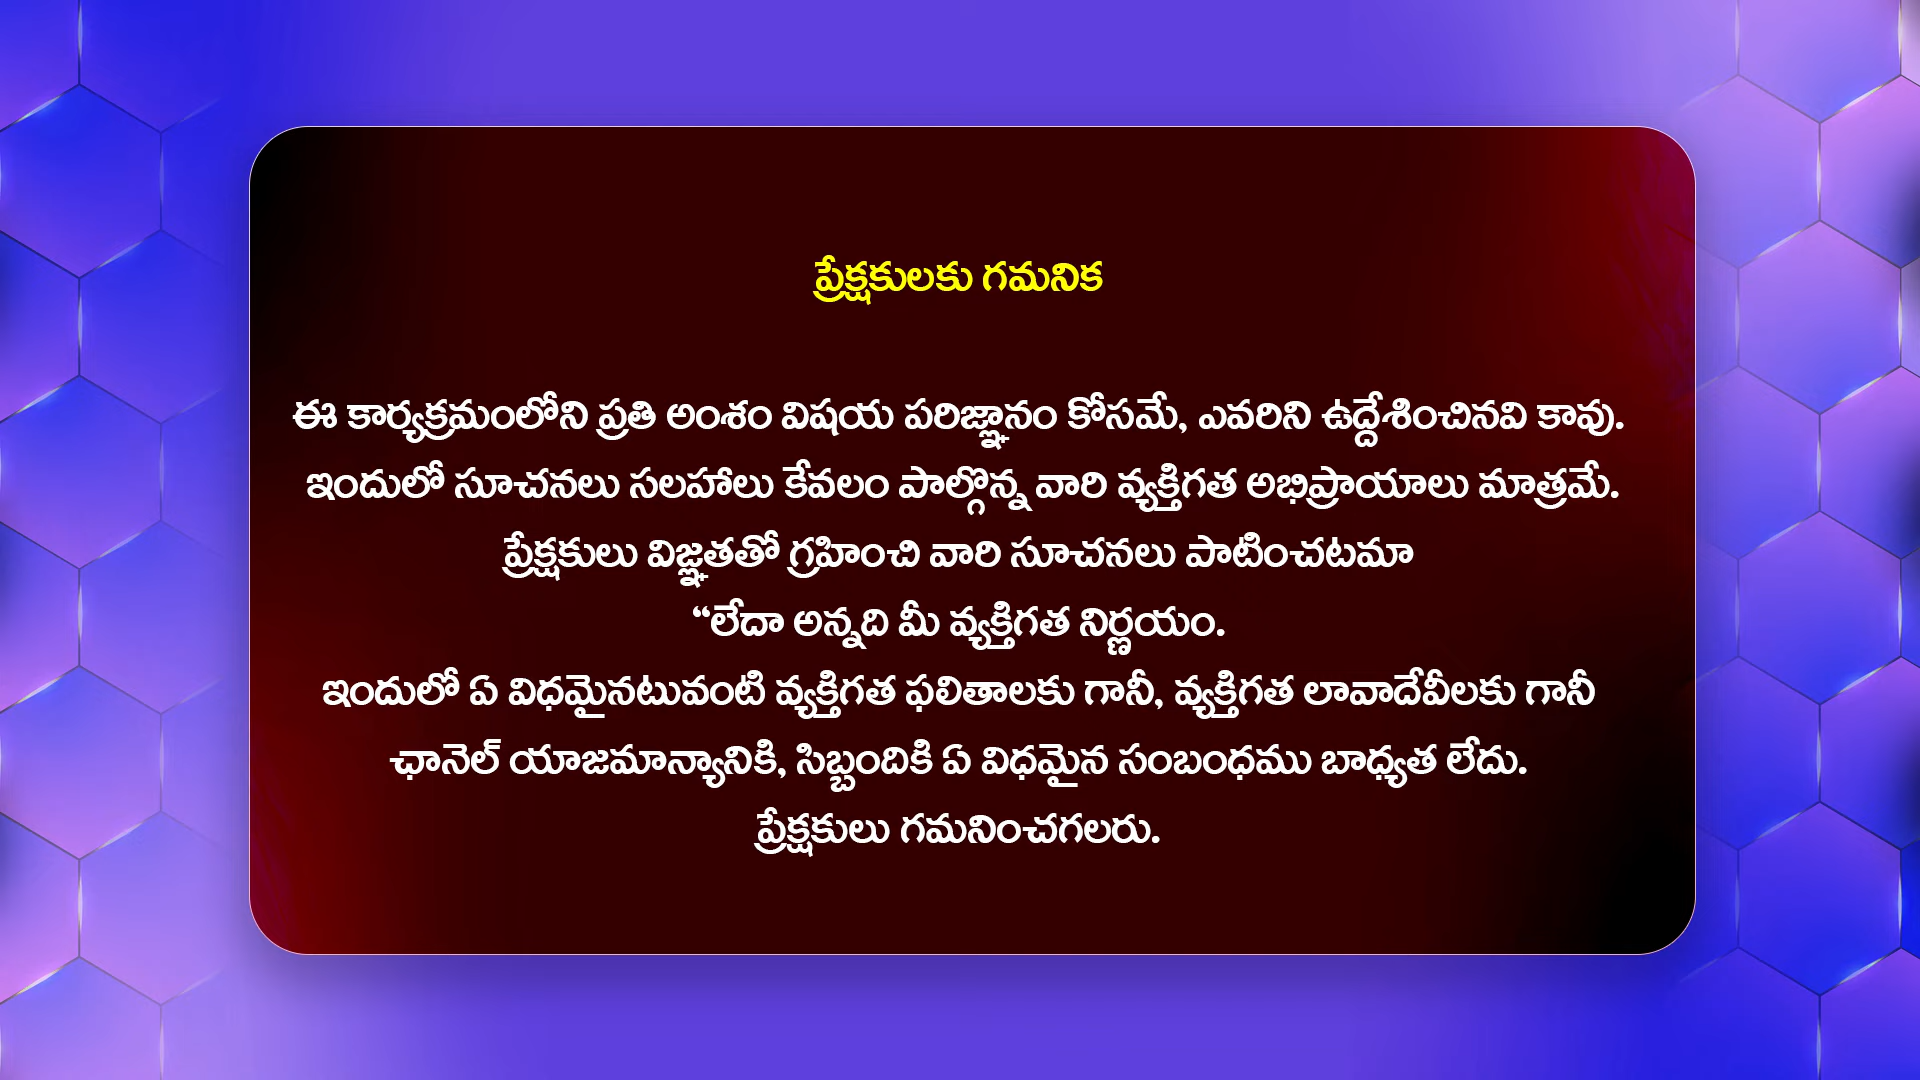 ప్రేక్షకులకు గమనిక
ఈ కార్యక్రమంలోని ప్రతి అంశం విషయ పరిజ్ఞానం కోసమే, ఎవరిని ఉద్దేశించినవి కావు.
ఇందులో సూచనలు సలహాలు కేవలం పాల్గొన్న వారి వ్యక్తిగత అభిప్రాయాలు మాత్రమే.
ప్రేక్షకులు విజ్ఞతతో గ్రహించి వారి సూచనలు పాటించటమా
“లేదా అన్నది మీ వ్యక్తిగత నిర్ణయం.
ఇందులో ఏ విధమైనటువంటి వ్యక్తిగత ఫలితాలకు గానీ, వ్యక్తిగత లావాదేవీలకు గానీ
ఛానెల్ యాజమాన్యానికి, సిబ్బందికి ఏ విధమైన సంబంధము బాధ్యత లేదు.
ప్రేక్షకులు గమనించగలరు.